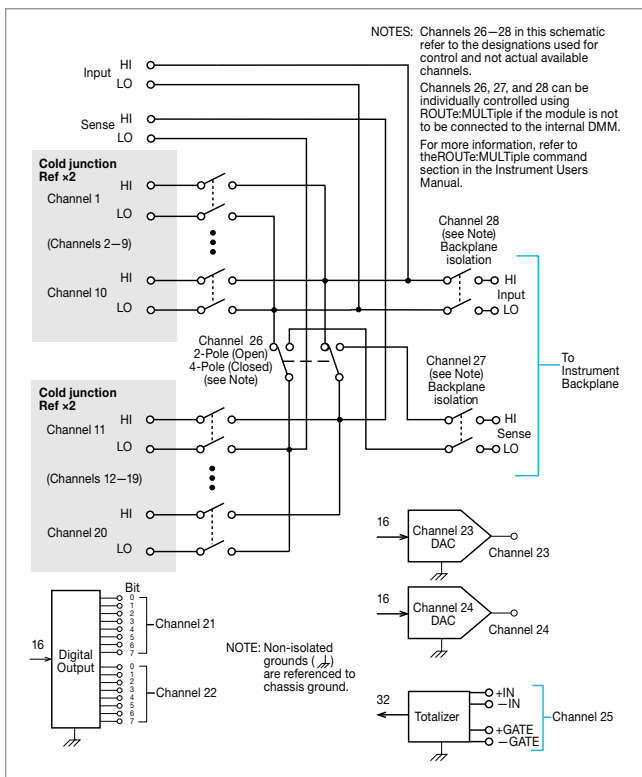 NOTES: Channels 26—28 in this schematic
refer to the designations used for
control and not actual available
channels.
Channels 26, 27, and 28 can be
individually controlled using
ROUTe:MULTiple if the module is not
to be connected to the internal DMM.
For more information, refer to
theROUTe:MULTiple command
section in the Instrument Users
Manual.
Input
HI
LO
Sense
HI
LO
Cold junction
Ref ×2
Channel 1
HI
LO
(Channels 2—9)
Channel 10
HI
LO
Channel 28
(see Note)
Backplane
isolation
HI
Input
LO
Channel 26
2-Pole (Open)
4-Pole (Closed)
(see Note)
Channel 27
(see Note)
Backplane
isolation
HI
Sense
LO
To
Instrument
Backplane
Cold junction
Ref ×2
Channel 11
HI
LO
(Channels 12—19)
Channel 20
HI
LO
16
Channel 23
DAC
Channel 23
16
Channel 24
DAC
Channel 24
Bit
16
Digital
Output
0
1
2
3
4
5
6
7
Channel 21
0
1
2
3
4
5
6
7
Channel 22
NOTE: Non-isolated
grounds ( )
are referenced to
chassis ground.
32
Totalizer
+IN
—IN
+GATE
—GATE
Channel 25